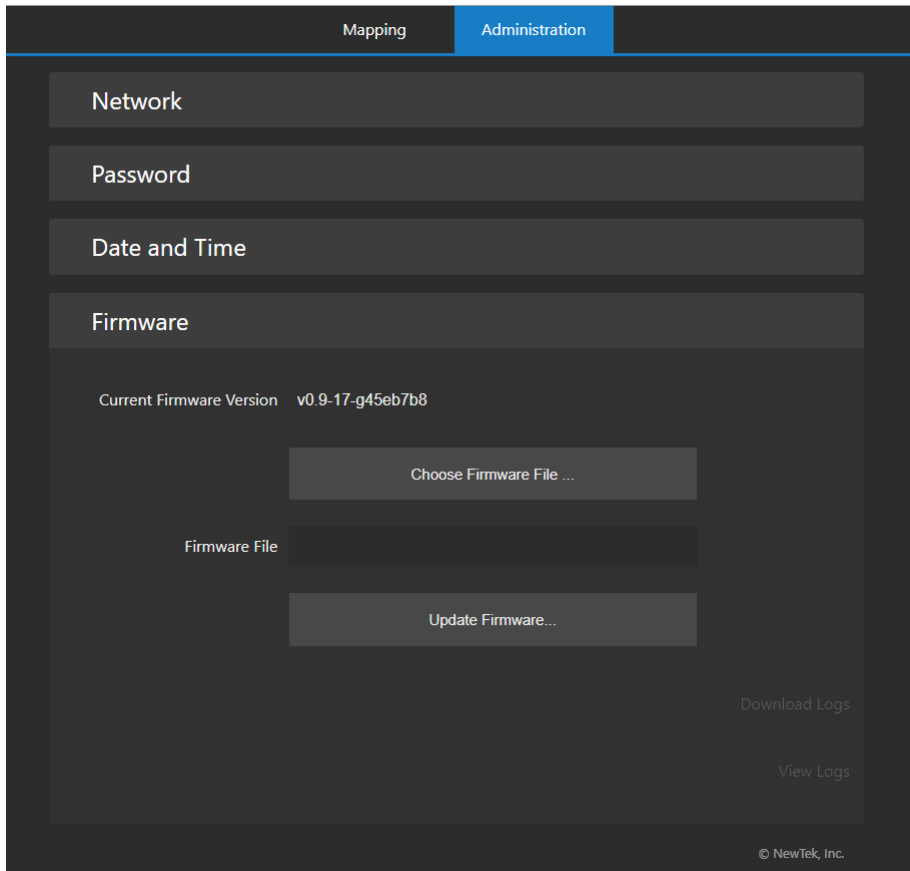 Mapping Administration
Network
Password
Date and Time
Firmware
Current Firmware Version v0.9-17-g45eb7b8
Choose Firmware File ...
Firmware File
Update Firmware...
Download Logs
View Logs
© NewTek, Inc.